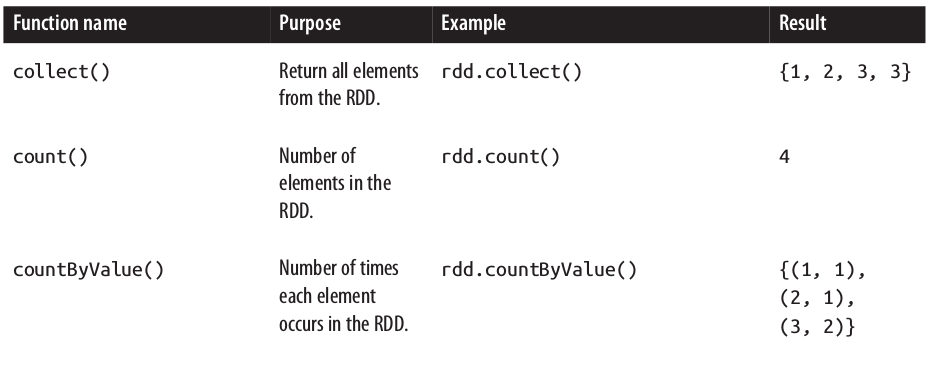 Function name Purpose Example Result
collect() Return all elements rdd.collect() {1, 2, 3, 3}
from the RDD.
count() Number of rdd.count() 4
elements in the
RDD.
countByValue() Number of times rdd.countByValue() {(1, 1),
each element (2, 1),
occurs in the RDD. (3, 2)}